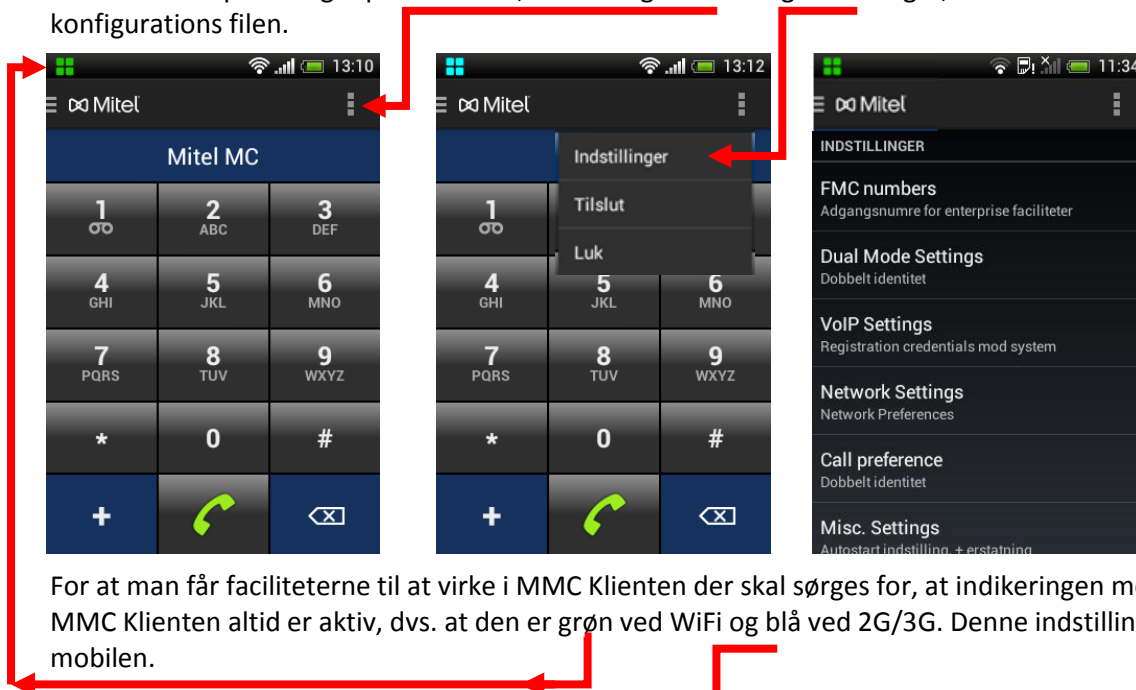 konfigurations filen.
13:10
Mitel
Mitel MC
1 2 ABC 3 DEF
4 GHI 5 JKL 6 MNO
7 PQRS 8 TUV 9 WXYZ
* 0 #
+
13:12
Mitel
Indstillinger
Tilslut
Luk
1
4 GHI 5 JKL 6 MNO
7 PQRS 8 TUV 9 WXYZ
* 0 #
+
11:34
Mitel
INDSTILLINGER
FMC numbers
Adgangsnumre for enterprise faciliteter
Dual Mode Settings
Dobbelt identitet
VoIP Settings
Registration credentials mod system
Network Settings
Network Preferences
Call preference
Dobbelt identitet
Misc. Settings
Autostart indstilling, + erstatning
For at man får faciliteterne til at virke i MMC Klienten der skal sørges for, at indikeringen
MMC Klienten altid er aktiv, dvs. at den er grøn ved WiFi og blå ved 2G/3G. Denne indstillin
mobilen.